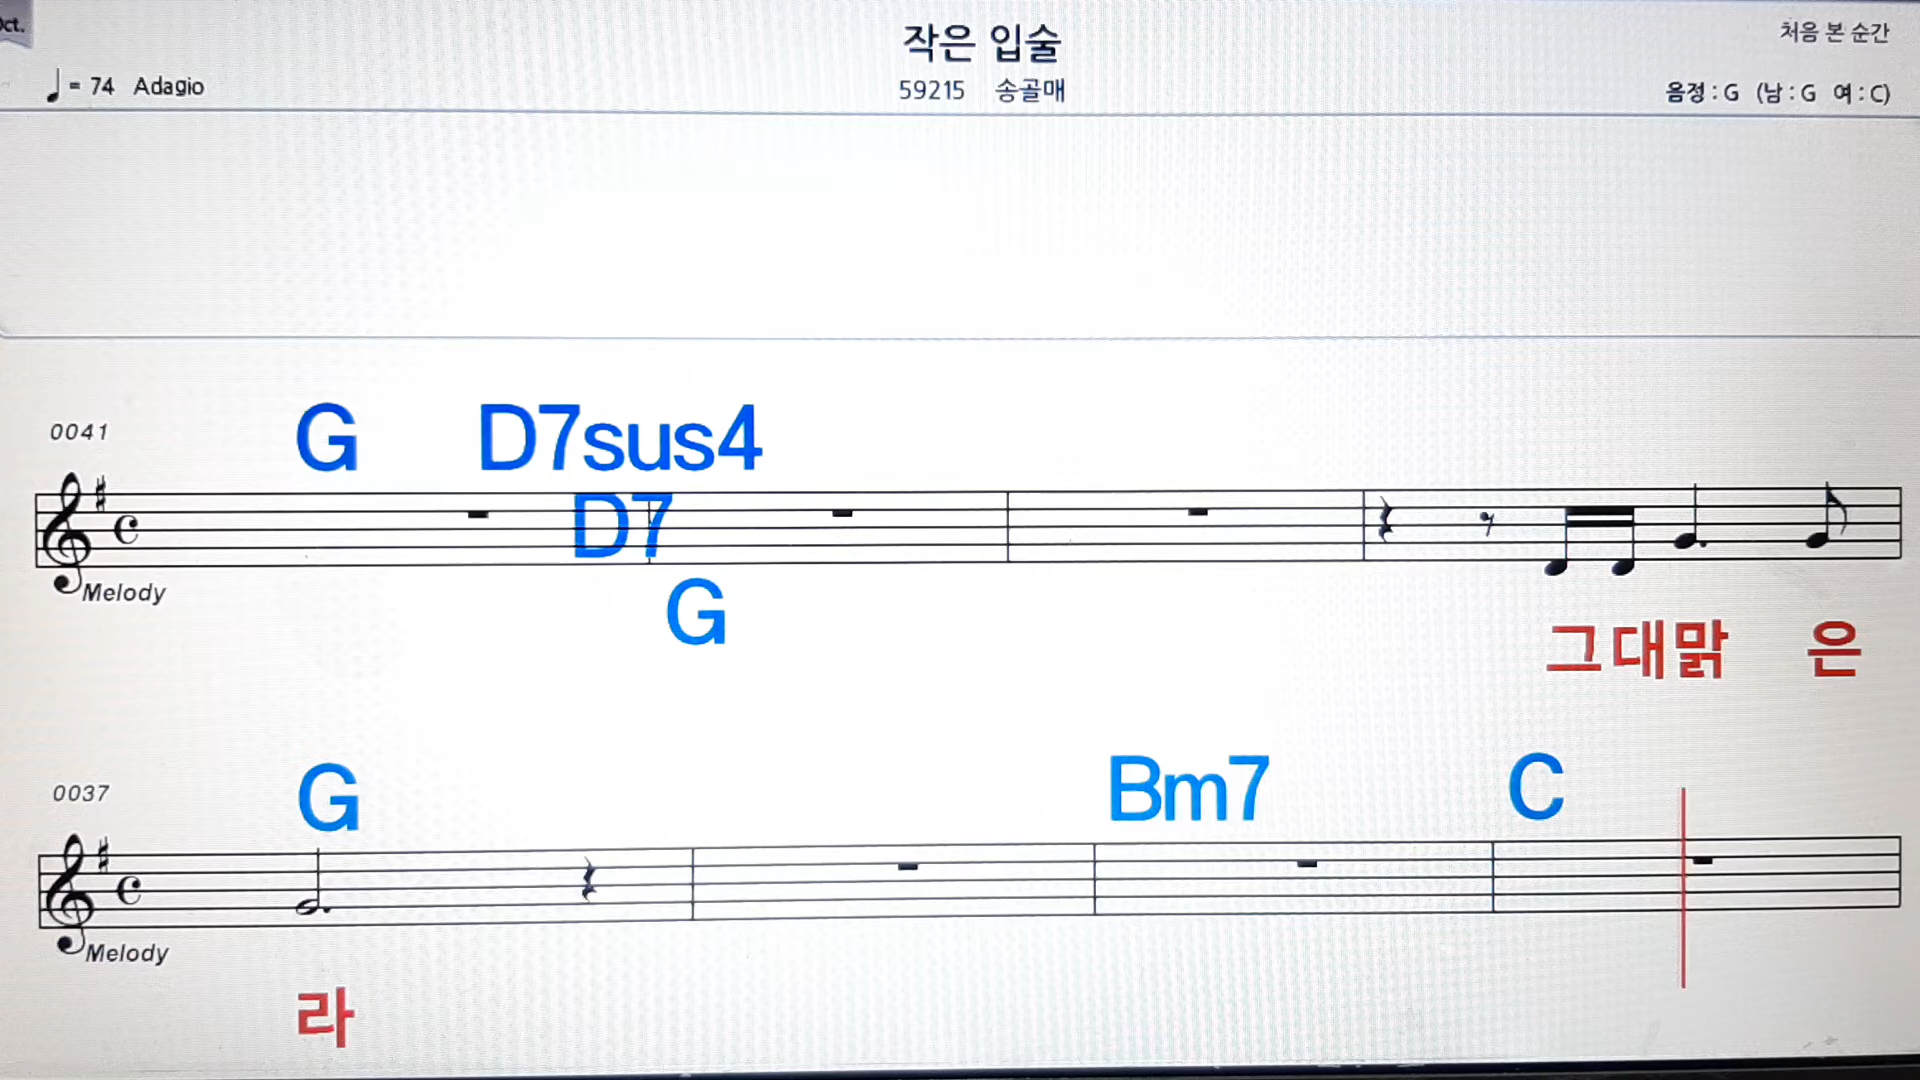 작은 입술
처음 본 순간
= 74 Adagio
59215 송골매
음정 : G (남 : G 여 : C)
0041
G D7sus4
D7
Melody
G
그대맑 은
0037
G Bm7 C
Melody
라